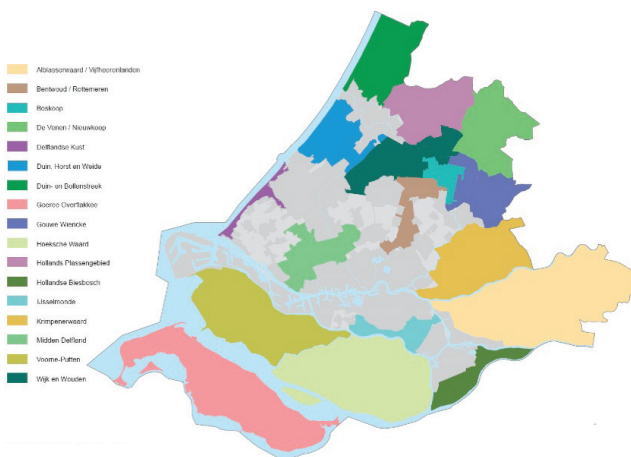 Alblasserwaard / Vijfheerenlanden
Bentwoud / Rottemeren
Boskoop
De Venen / Nieuwkoop
Delflandse Kust
Duin, Horst en Weide
Duin- en Bollenstreek
Goeree Overflakkee
Gouwe Wiericke
Hoeksche Waard
Hollands Plassengebied
Hollandse Biesbosch
IJsselmonde
Krimpenerwaard
Midden Delfland
Voorne-Putten
Wijk en Wouden